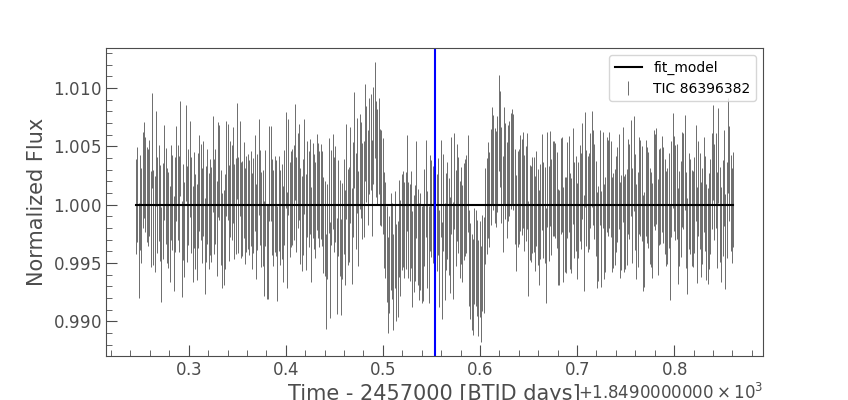 fit_model
TIC 86396382
Normalized Flux
1.010
1.005
1.000
0.995
0.990
0.3 0.4 0.5 0.6 0.7 0.8
Time - 2457000 [BTJD days]
+1.8490000000 × 10³